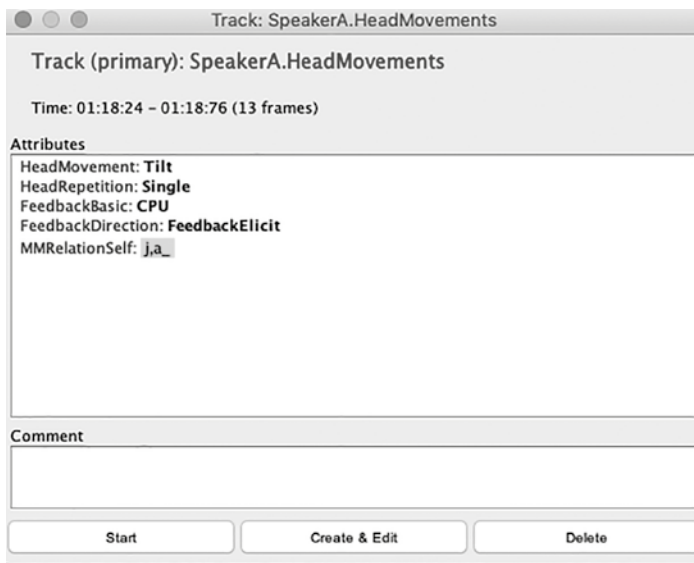 Track: SpeakerA.HeadMovements
Track (primary): SpeakerA.HeadMovements
Time: 01:18:24 – 01:18:76 (13 frames)
Attributes
HeadMovement: Tilt
HeadRepetition: Single
FeedbackBasic: CPU
FeedbackDirection: FeedbackElicit
MMRelationSelf: j,a_
Comment
Start Create & Edit Delete